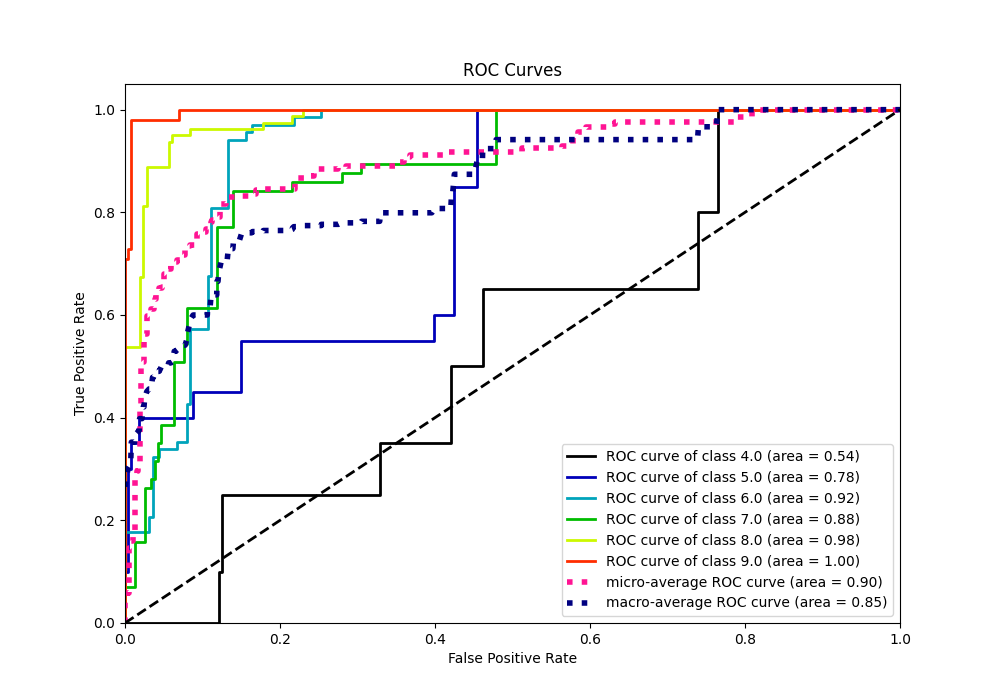 ROC Curves
1.0
0.8
0.6
0.4
0.2
0.0
True Positive Rate
0.0 0.2 0.4 0.6 0.8 1.0
False Positive Rate
ROC curve of class 4.0 (area = 0.54)
ROC curve of class 5.0 (area = 0.78)
ROC curve of class 6.0 (area = 0.92)
ROC curve of class 7.0 (area = 0.88)
ROC curve of class 8.0 (area = 0.98)
ROC curve of class 9.0 (area = 1.00)
micro-average ROC curve (area = 0.90)
macro-average ROC curve (area = 0.85)